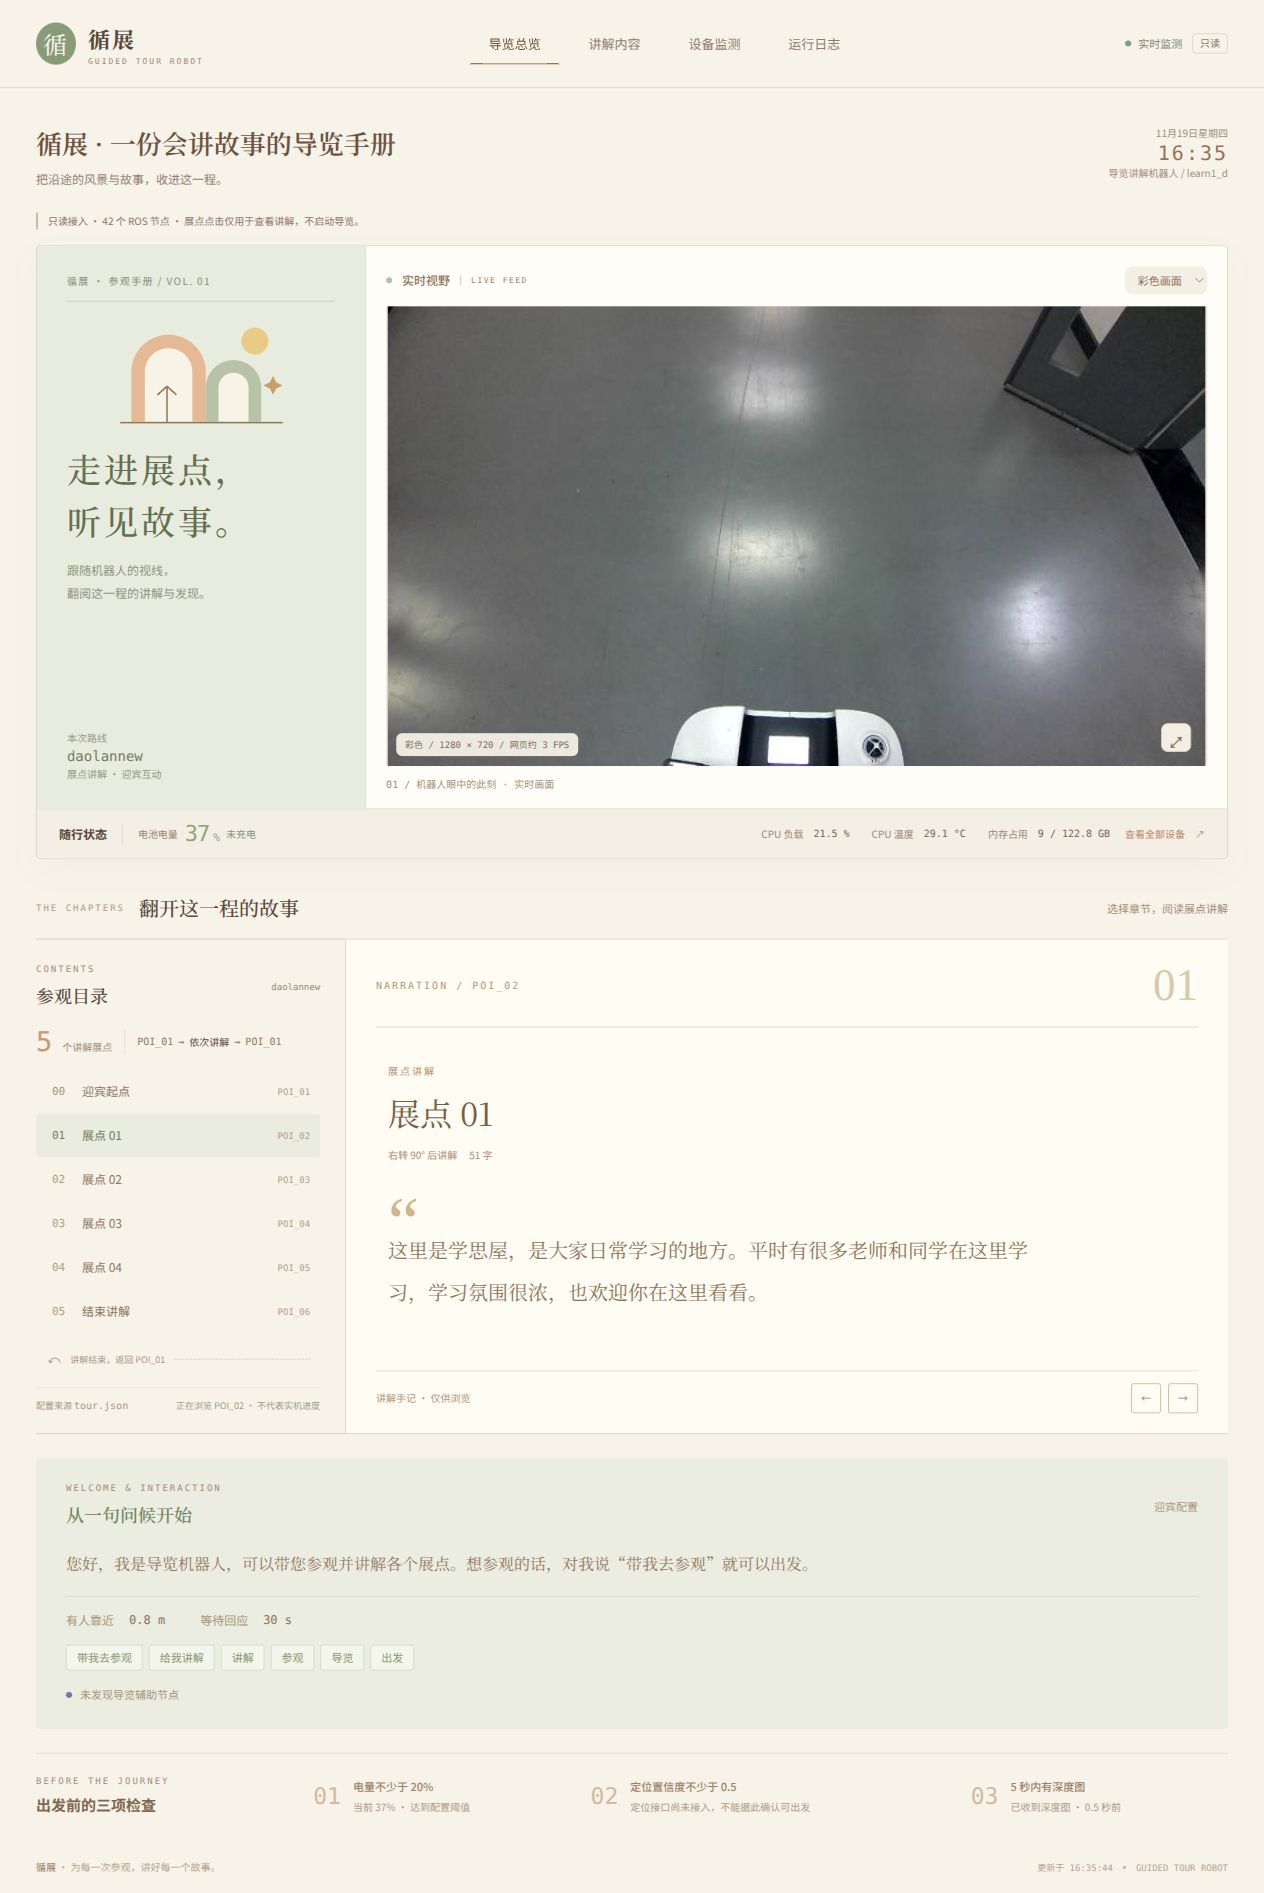 循
循展
GUIDED TOUR ROBOT
导览总览
讲解内容
设备监测
运行日志
实时监测
只读
循展 · 一份会讲故事的导览手册
把沿途的风景与故事，收进这一程。
11月19日星期四
16:35
导览讲解机器人 / learn1_d
只读接入 · 42 个 ROS 节点 · 展点点击仅用于查看讲解，不启动导览。
循展 · 参观手册 / VOL. 01
走进展点，
听见故事。
跟随机器人的视线，
翻阅这一程的讲解与发现。
本次路线
daolannew
展点讲解 · 迎宾互动
实时视野
LIVE FEED
彩色画面
彩色 / 1280 × 720 / 网页约 3 FPS
01 / 机器人眼中的此刻 · 实时画面
随行状态
电池电量 37 % 未充电
CPU 负载 21.5 %
CPU 温度 29.1 °C
内存占用 9 / 122.8 GB
查看全部设备 ↗
THE CHAPTERS
翻开这一程的故事
选择章节，阅读展点讲解
CONTENTS
参观目录
daolannew
5 个讲解展点
POI_01 → 依次讲解 → POI_01
00 迎宾起点 POI_01
01 展点 01 POI_02
02 展点 02 POI_03
03 展点 03 POI_04
04 展点 04 POI_05
05 结束讲解 POI_06
讲解结束，返回 POI_01
配置来源 tour.json
正在浏览 POI_02 · 不代表实机进度
NARRATION / POI_02
01
展点讲解
展点 01
右转 90° 后讲解 51 字
“
这里是学思屋，是大家日常学习的地方。平时有很多老师和同学在这里学
习，学习氛围很浓，也欢迎你在这里看看。
讲解手记 · 仅供浏览
← →
WELCOME & INTERACTION
从一句问候开始
迎宾配置
您好，我是导览机器人，可以带您参观并讲解各个展点。想参观的话，对我说“带我去参观”就可以出发。
有人靠近 0.8 m 等待回应 30 s
带我去参观 给我讲解 讲解 参观 导览 出发
未发现导览辅助节点
BEFORE THE JOURNEY
出发前的三项检查
01
电量不少于 20%
当前 37% · 达到配置阈值
02
定位置信度不少于 0.5
定位接口尚未接入，不能据此确认可出发
03
5 秒内有深度图
已收到深度图 · 0.5 秒前
循展 · 为每一次参观，讲好每一个故事。
更新于 16:35:44 • GUIDED TOUR ROBOT